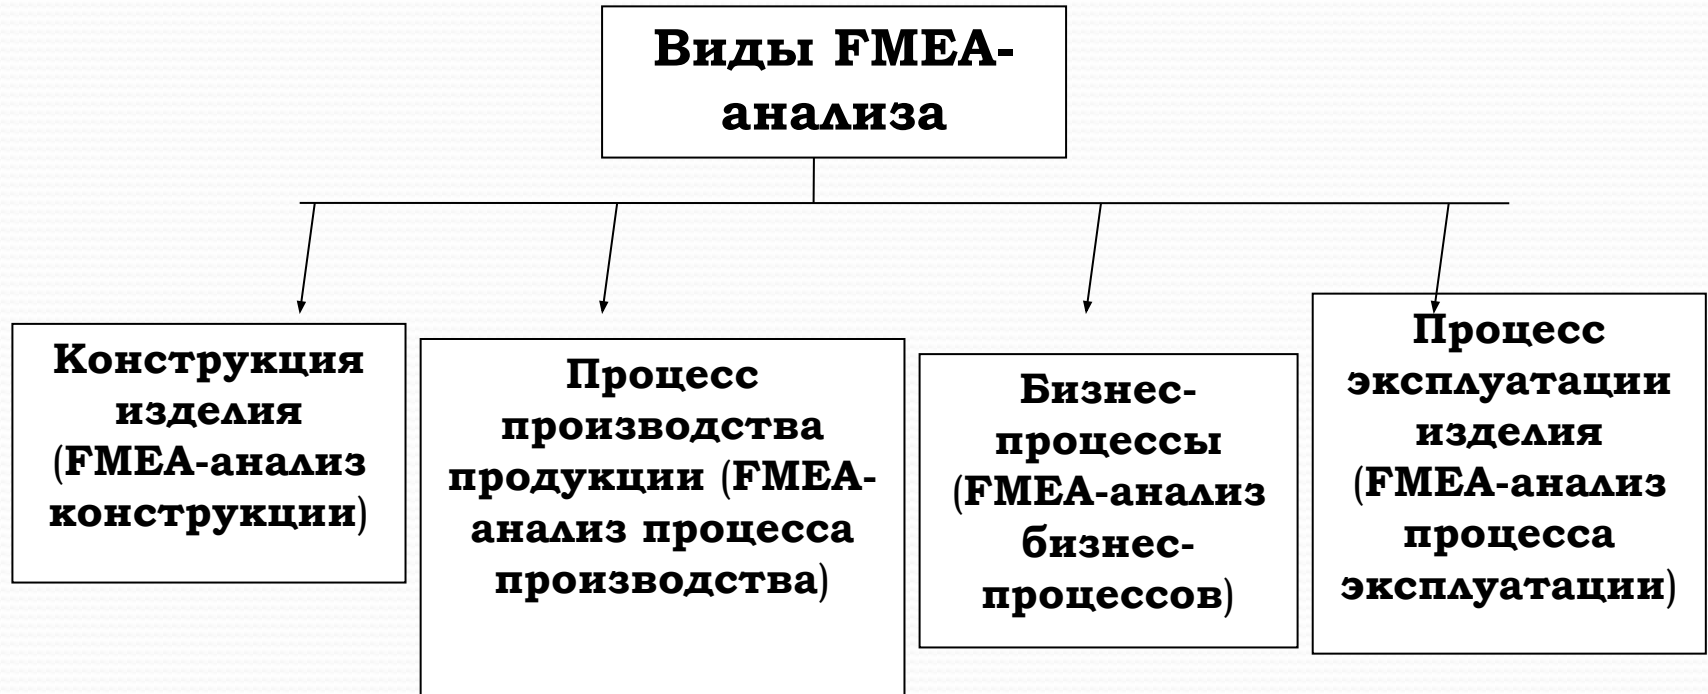 Виды FMEA-
анализа
Конструкция
изделия
(FMEA-анализ
конструкции)
Процесс
производства
продукции (FMEA-
анализ процесса
производства)
Бизнес-
процессы
(FMEA-анализ
бизнес-
процессов)
Процесс
эксплуатации
изделия
(FMEA-анализ
процесса
эксплуатации)